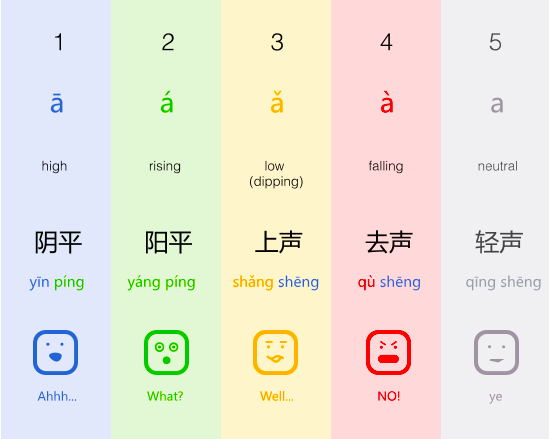 1 2 3 4 5
ā á ǎ à a
high rising low falling neutral
(dipping)
阴平 阳平 上声 去声 轻声
yīn píng yáng píng shǎng shēng qù shēng qīng shēng
Ahhh... What? Well... NO! ye